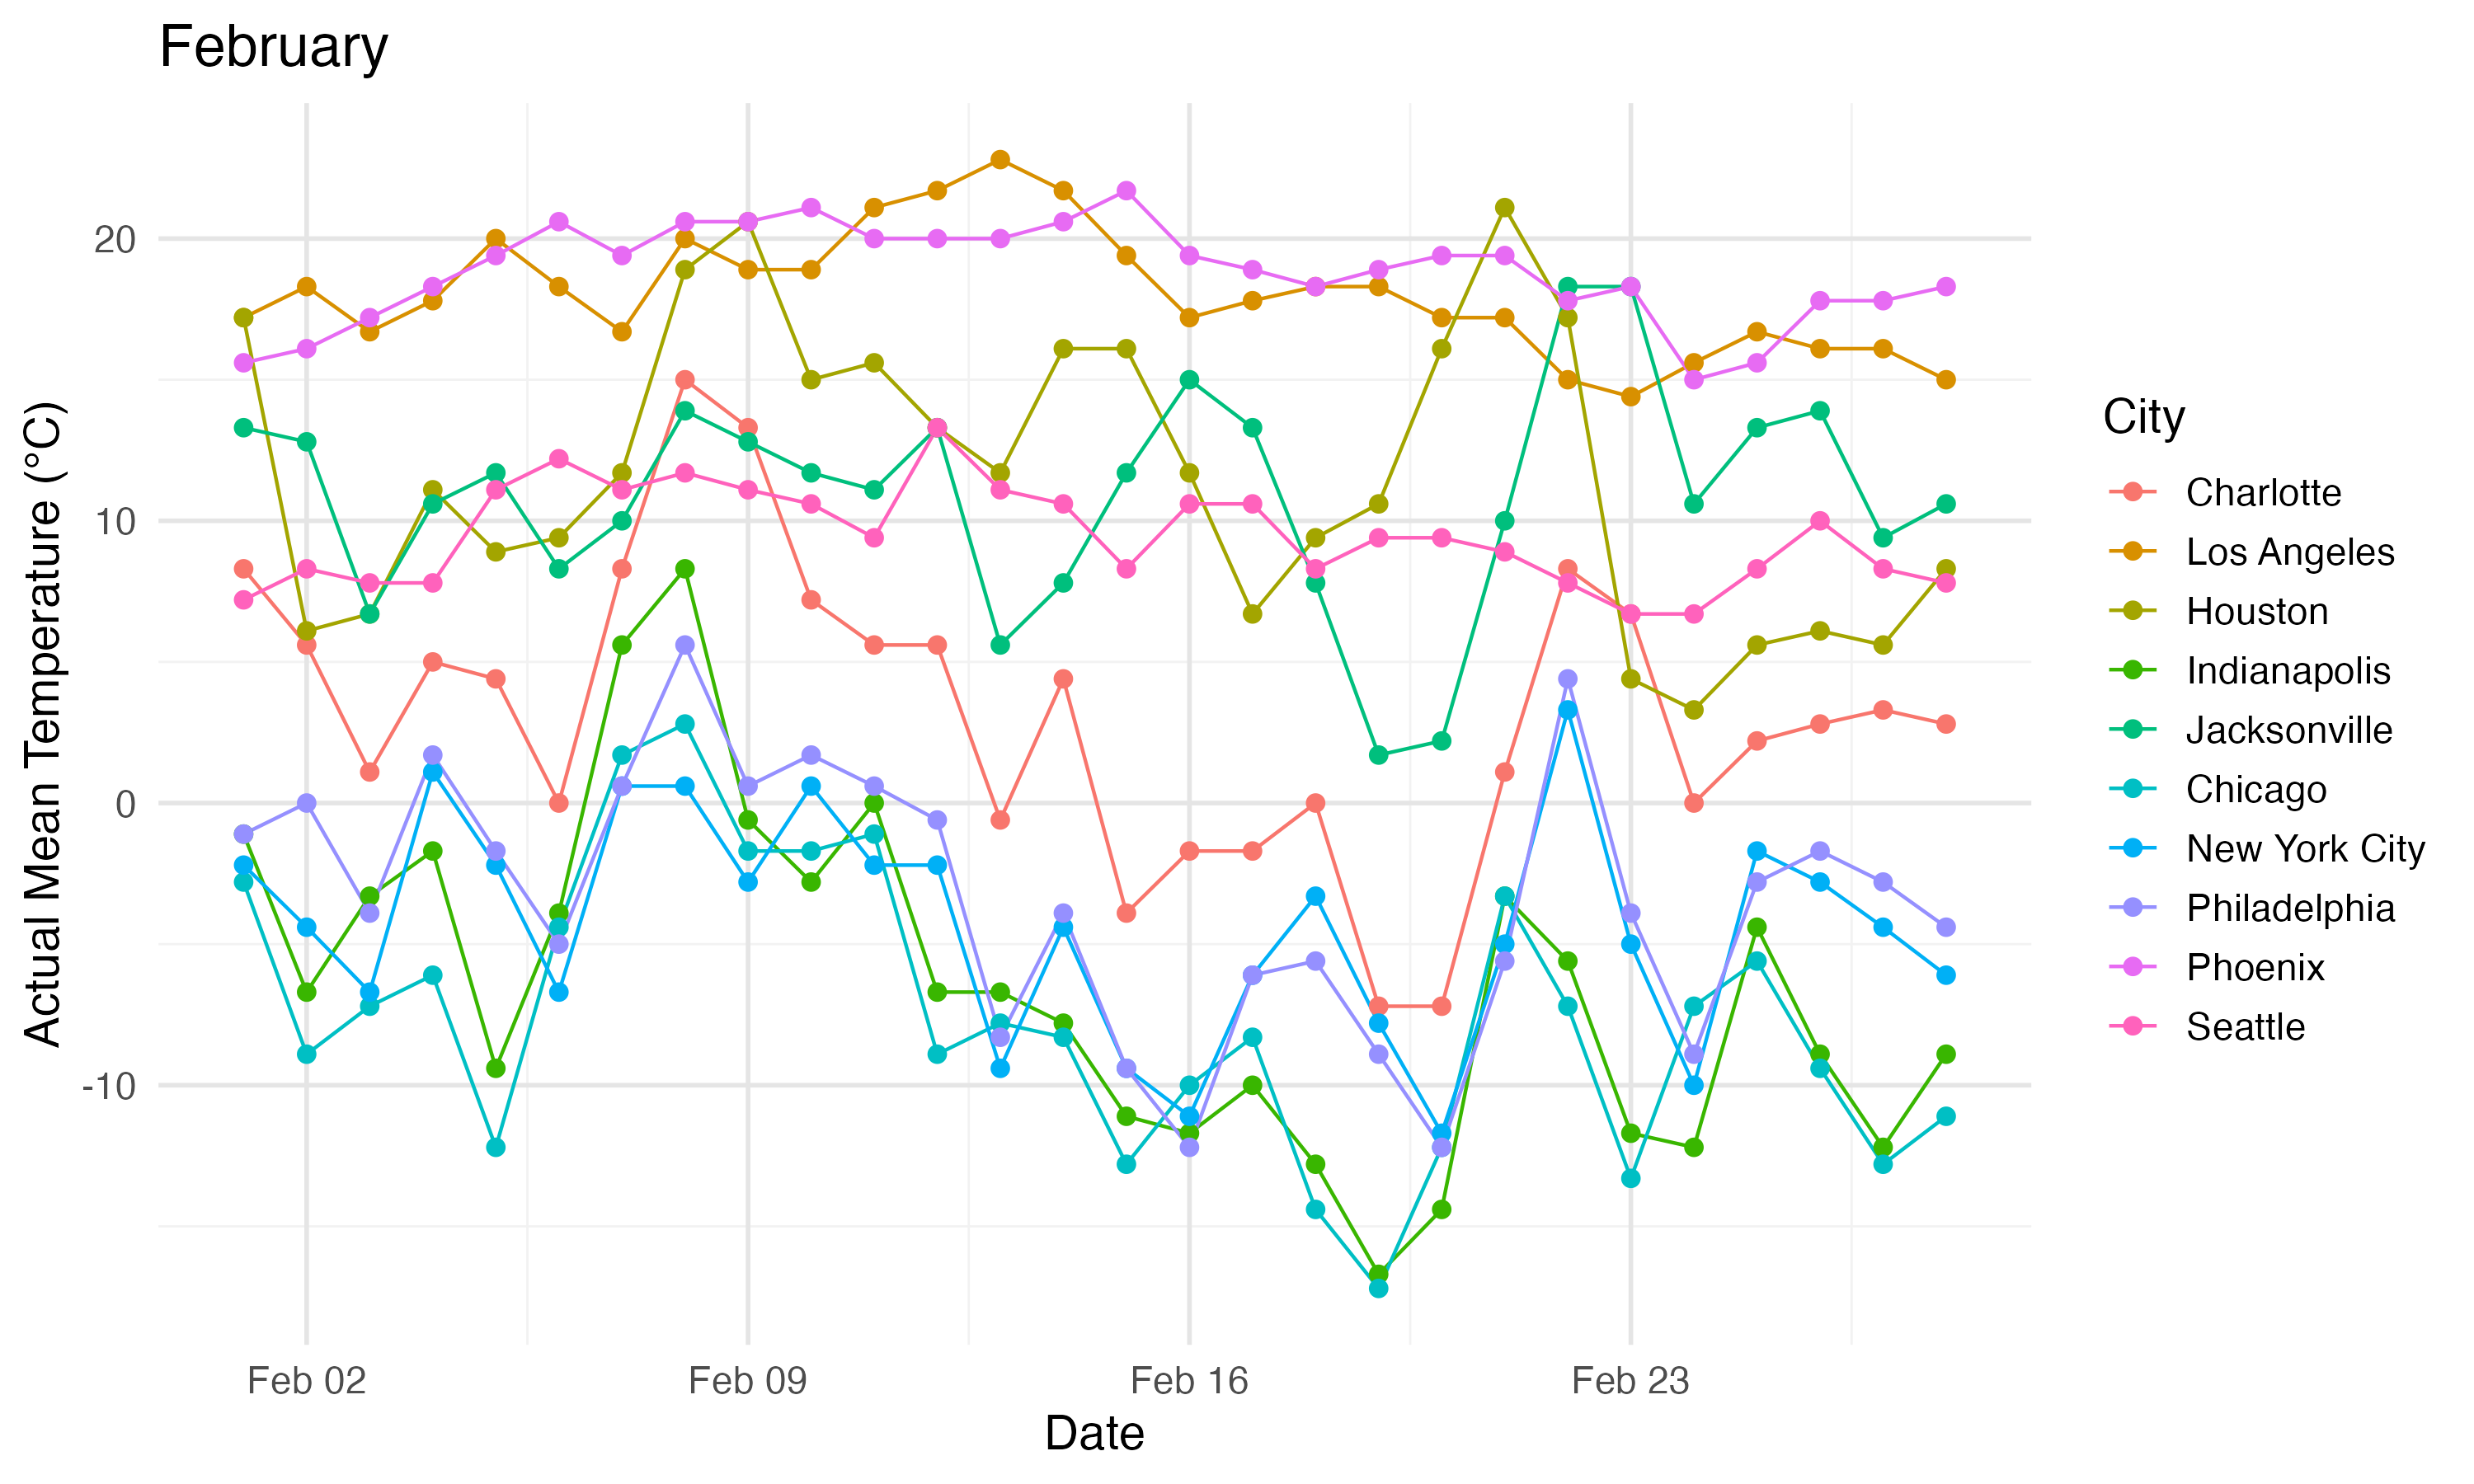 February
Actual Mean Temperature (°C)
20
10
0
-10
Feb 02
Feb 09
Feb 16
Feb 23
Date
City
Charlotte
Los Angeles
Houston
Indianapolis
Jacksonville
Chicago
New York City
Philadelphia
Phoenix
Seattle